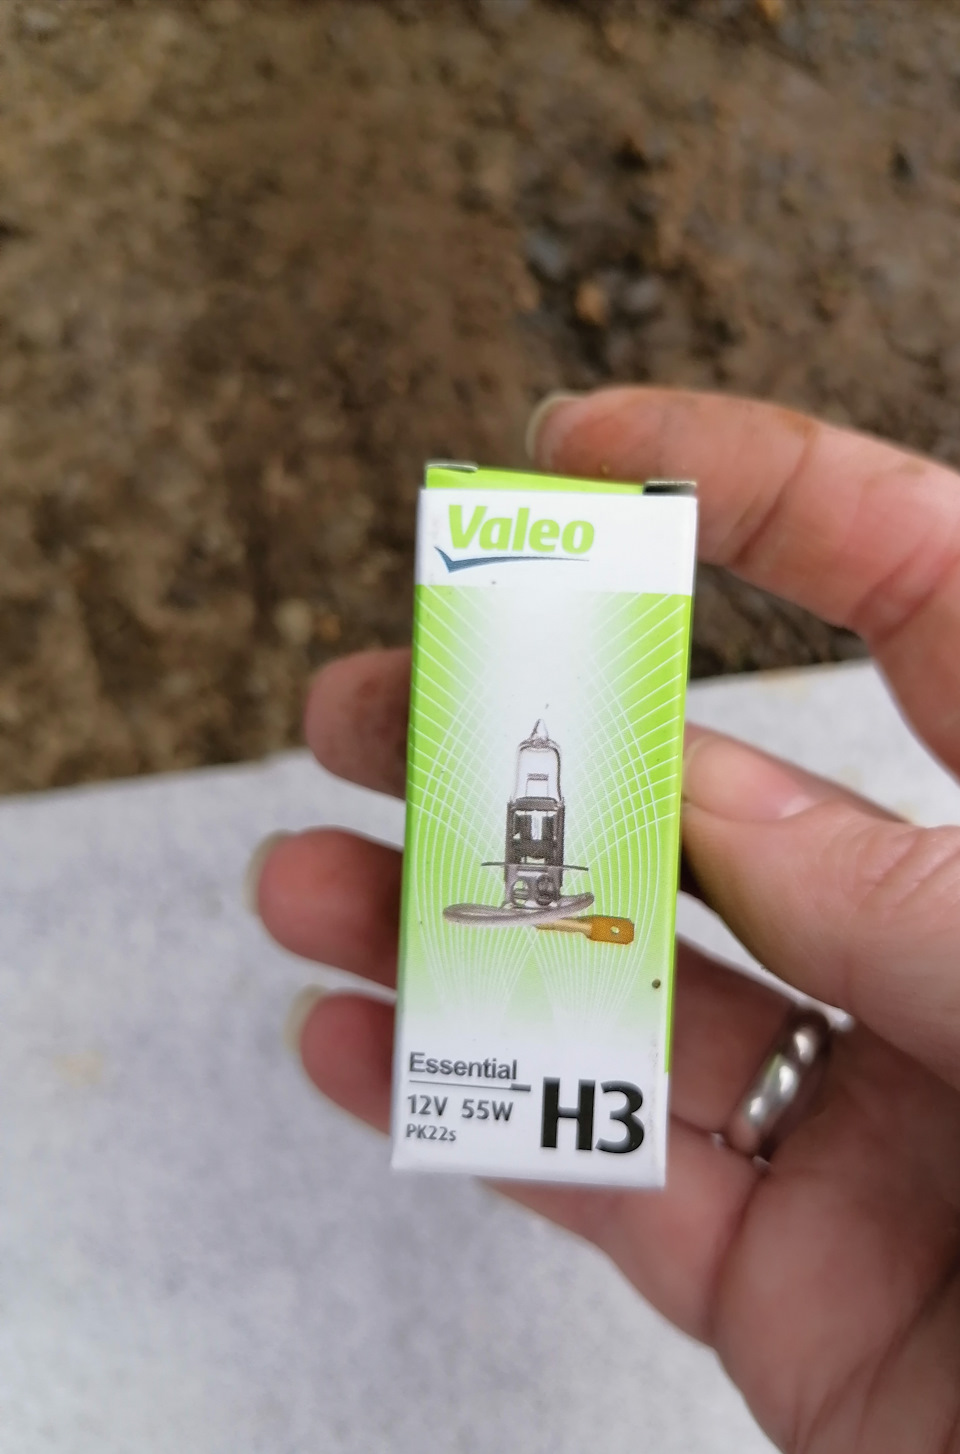 Valeo
Essential
12V 55W
PK22s
H3